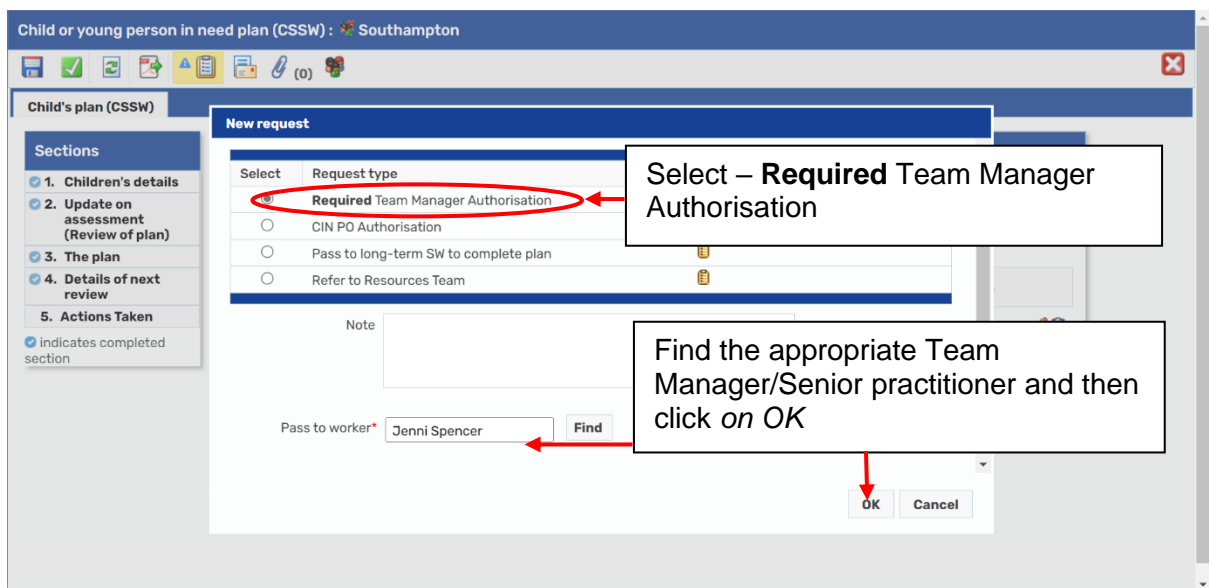 Child or young person in need plan (CSSW) : Southampton
(0)
Child's plan (CSSW)
New request
Sections
1. Children's details
2. Update on
assessment
(Review of plan)
3. The plan
4. Details of next
review
5. Actions Taken
indicates completed
section
Select Request type
Required Team Manager Authorisation
CIN PO Authorisation
Pass to long-term SW to complete plan
Refer to Resources Team
Select – Required Team Manager
Authorisation
Note
Find the appropriate Team
Manager/Senior practitioner and then
click on OK
Pass to worker* Jenni Spencer Find
OK Cancel